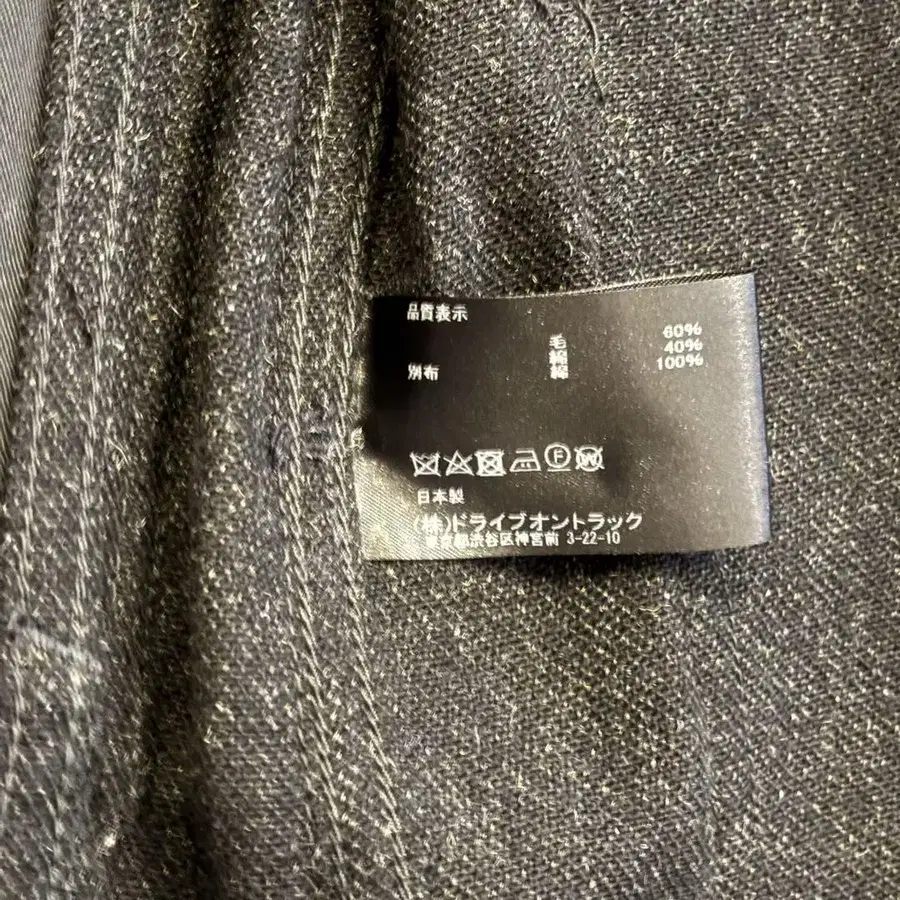 品質表示
毛 60%
綿 40%
別布 綿 100%
F W
日本製
(株)ドライブオントラック
東京都渋谷区神宮前 3-22-10